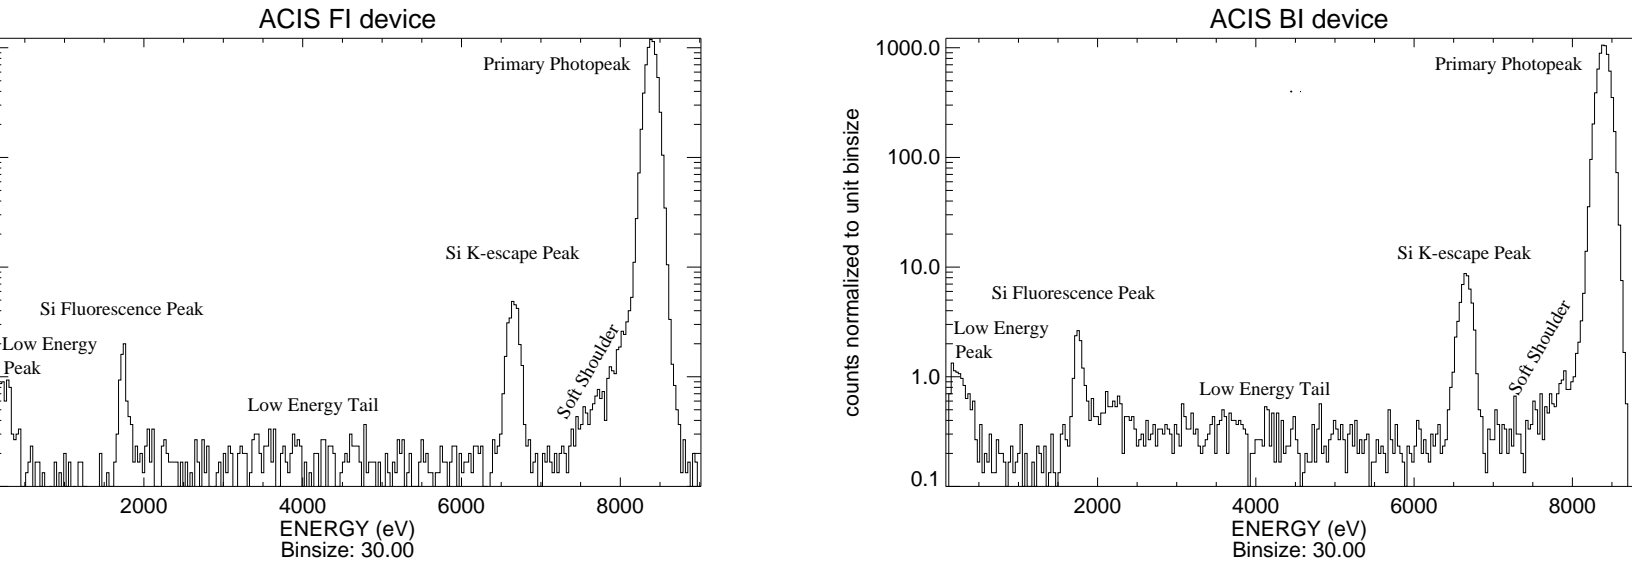 ACIS FI device
Primary Photopeak
Si K-escape Peak
Si Fluorescence Peak
Low Energy
Peak
Soft Shoulder
Low Energy Tail
2000 4000 6000 8000
ENERGY (eV)
Binsize: 30.00
ACIS BI device
counts normalized to unit binsize
1000.0
100.0
10.0
1.0
0.1
Primary Photopeak
Si K-escape Peak
Si Fluorescence Peak
Low Energy
Peak
Soft Shoulder
Low Energy Tail
2000 4000 6000 8000
ENERGY (eV)
Binsize: 30.00